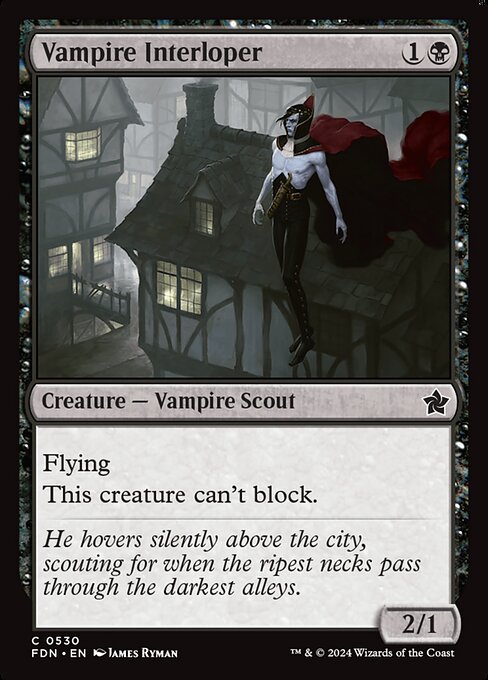 Vampire Interloper 1
Creature — Vampire Scout
Flying
This creature can't block.
He hovers silently above the city,
scouting for when the ripest necks pass
through the darkest alleys.
2/1
C 0530
FDN • EN James Ryman
™ & © 2024 Wizards of the Coast